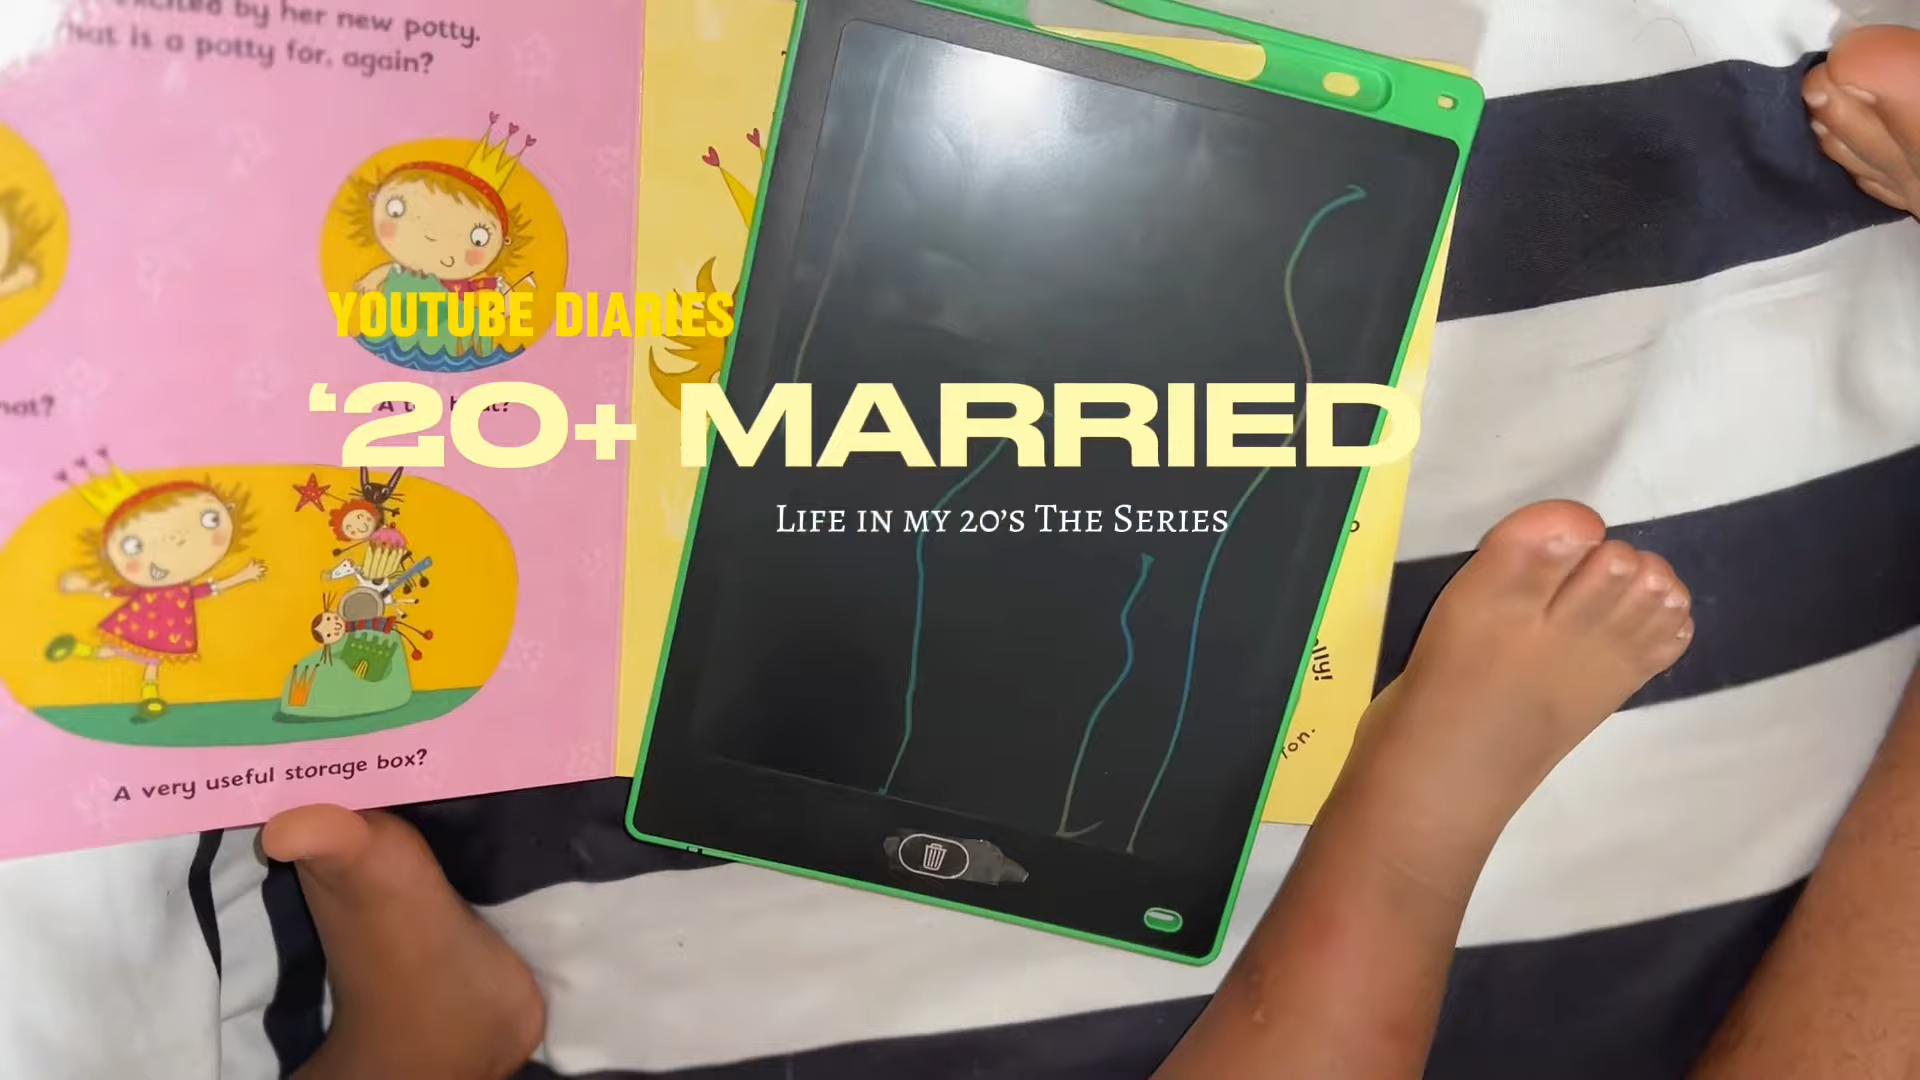 by her new potty.
is a potty for, again?
YOUTUBE DIARIES
‘20+ MARRIED
LIFE IN MY 20’S THE SERIES
A very useful storage box?